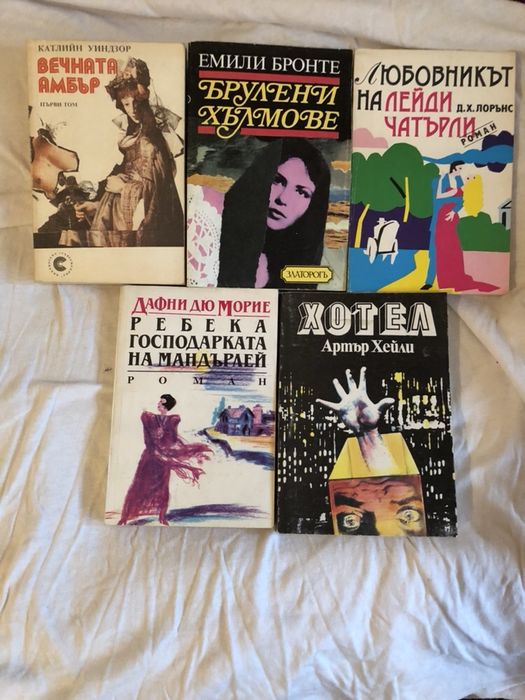 КАТЛИЙН УИНДЗОР
ВЕЧНАТА
АМБЪР
ПЪРВИ ТОМ
ЕМИЛИ БРОНТЕ
БРУЛЕНИ
ХЪЛМОВЕ
ЗЛАТОРОГЪ
ЛЮБОВНИКЪТ
НА ЛЕЙДИ
Д.Х.ЛОРЪНС
ЧАТЪРЛИ
РОМАН
ДАФНИ ДЮ МОРИЕ
РЕБЕКА
ГОСПОДАРКАТА
НА МАНДЪРЛЕЙ
РОМАН
ХОТЕЛ
Артър Хейли